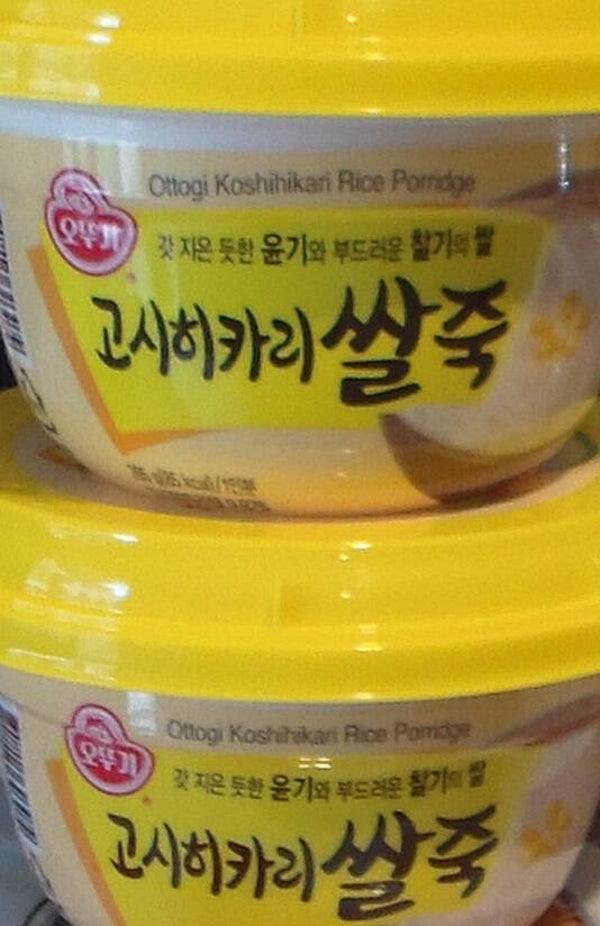 Ottogi Koshihikari Rice Porridge
오뚜기
갓 지은 듯한 윤기와 부드러운 찰기의 쌀
고시히카리 쌀죽
Ottogi Koshihikari Rice Porridge
오뚜기
갓 지은 듯한 윤기와 부드러운 찰기의 쌀
고시히카리 쌀죽